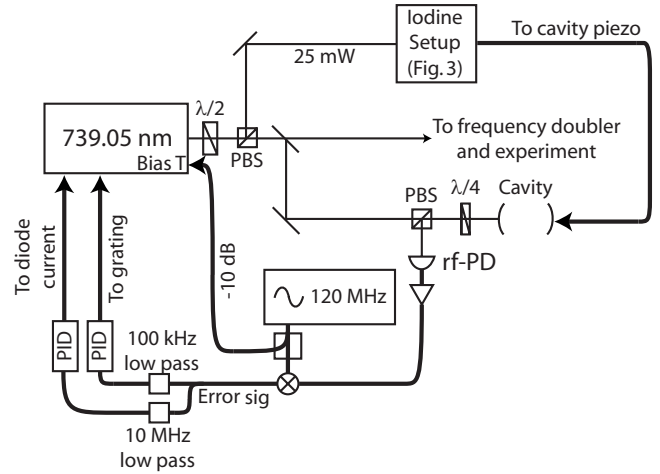 Iodine
Setup
(Fig. 3)
To cavity piezo
25 mW
λ/2
739.05 nm
Bias T
PBS
To frequency doubler
and experiment
PBS
λ/4
Cavity
To diode
current
To grating
-10 dB
rf-PD
120 MHz
PID
PID
100 kHz
low pass
Error sig
10 MHz
low pass